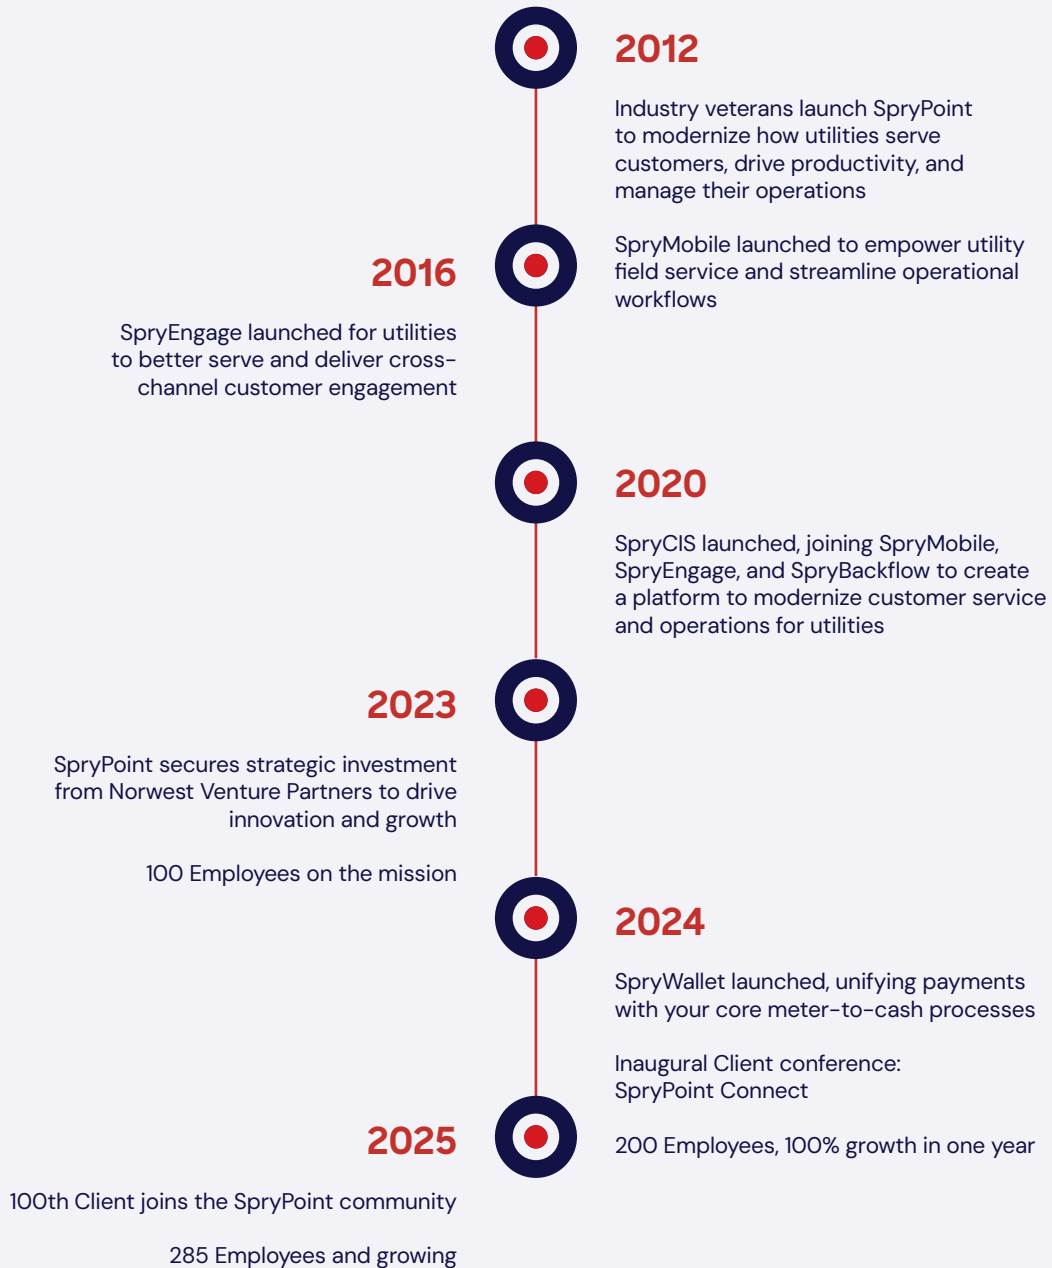 2012
Industry veterans launch SpryPoint
to modernize how utilities serve
customers, drive productivity, and
manage their operations
SpryMobile launched to empower utility
field service and streamline operational
workflows
2016
SpryEngage launched for utilities
to better serve and deliver cross-
channel customer engagement
2020
SpryCIS launched, joining SpryMobile,
SpryEngage, and SpryBackflow to create
a platform to modernize customer service
and operations for utilities
2023
SpryPoint secures strategic investment
from Norwest Venture Partners to drive
innovation and growth
100 Employees on the mission
2024
SpryWallet launched, unifying payments
with your core meter-to-cash processes
Inaugural Client conference:
SpryPoint Connect
200 Employees, 100% growth in one year
2025
100th Client joins the SpryPoint community
285 Employees and growing